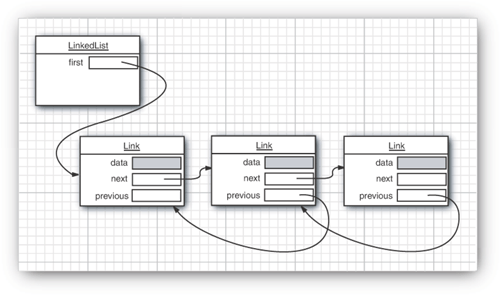 LinkedList
first
Link
data
next
previous
Link
data
next
previous
Link
data
next
previous